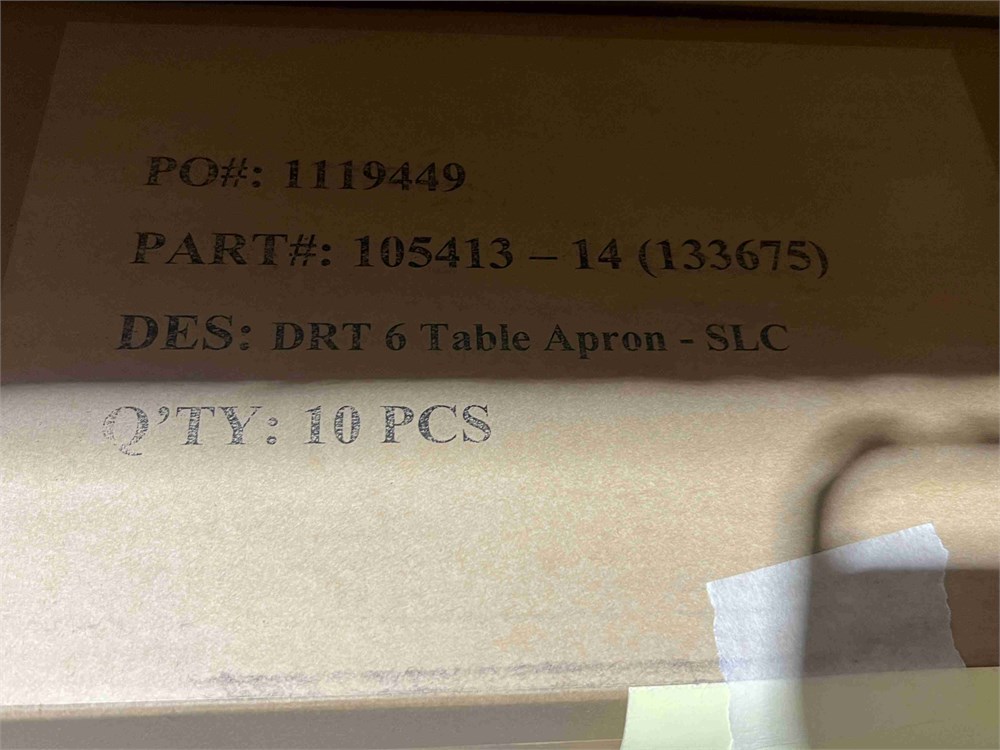 PO#: 1119449
PART#: 105413 – 14 (133675)
DES: DRT 6 Table Apron - SLC
Q’TY: 10 PCS